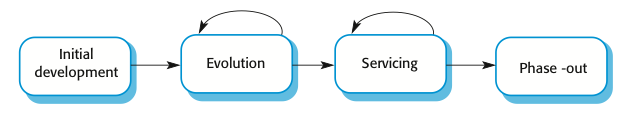 Initial
development
Evolution
Servicing
Phase -out